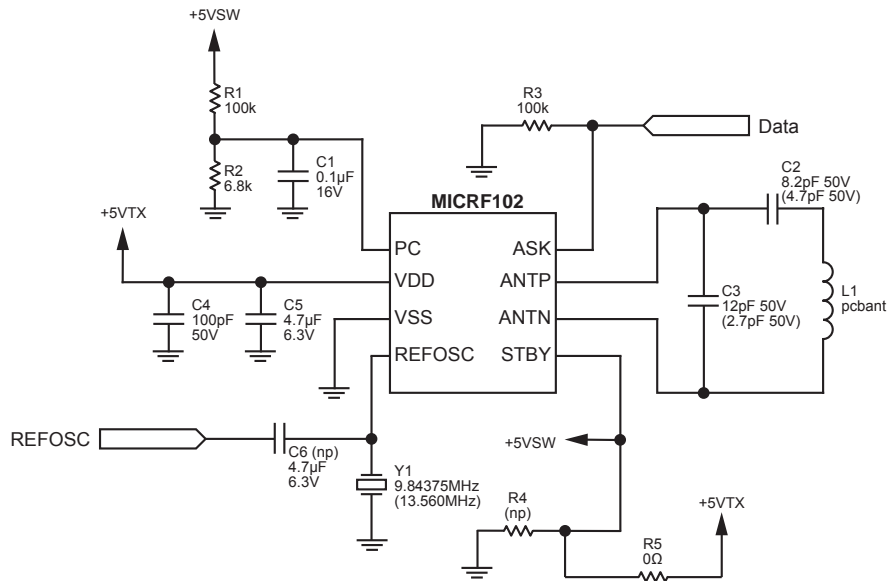 +5VSW
R1
100k
R2
6.8k
C1
0.1µF
16V
R3
100k
Data
C2
8.2pF 50V
(4.7pF 50V)
MICRF102
+5VTX
PC
VDD
VSS
REFOSC
ASK
ANTP
ANTN
STBY
C3
12pF 50V
(2.7pF 50V)
L1
pcbant
C4
100pF
50V
C5
4.7µF
6.3V
REFOSC
C6 (np)
4.7µF
6.3V
Y1
9.84375MHz
(13.560MHz)
+5VSW
R4
(np)
+5VTX
R5
0Ω